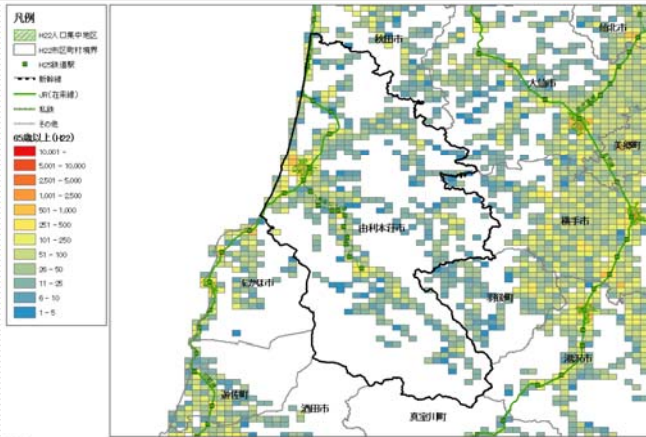 凡例
H22人口集中地区
H22市区町村境界
H25鉄道駅
新幹線
JR(在来線)
私鉄
その他
65歳以上(H22)
10,001 -
5,001 - 10,000
2,501 - 5,000
1,001 - 2,500
501 - 1,000
251 - 500
101 - 250
51 - 100
26 - 50
11 - 25
6 - 10
1 - 5
秋田市
仙北市
大仙市
美郷町
横手市
由利本荘市
にかほ市
羽後町
湯沢市
遊佐町
酒田市
真室川町